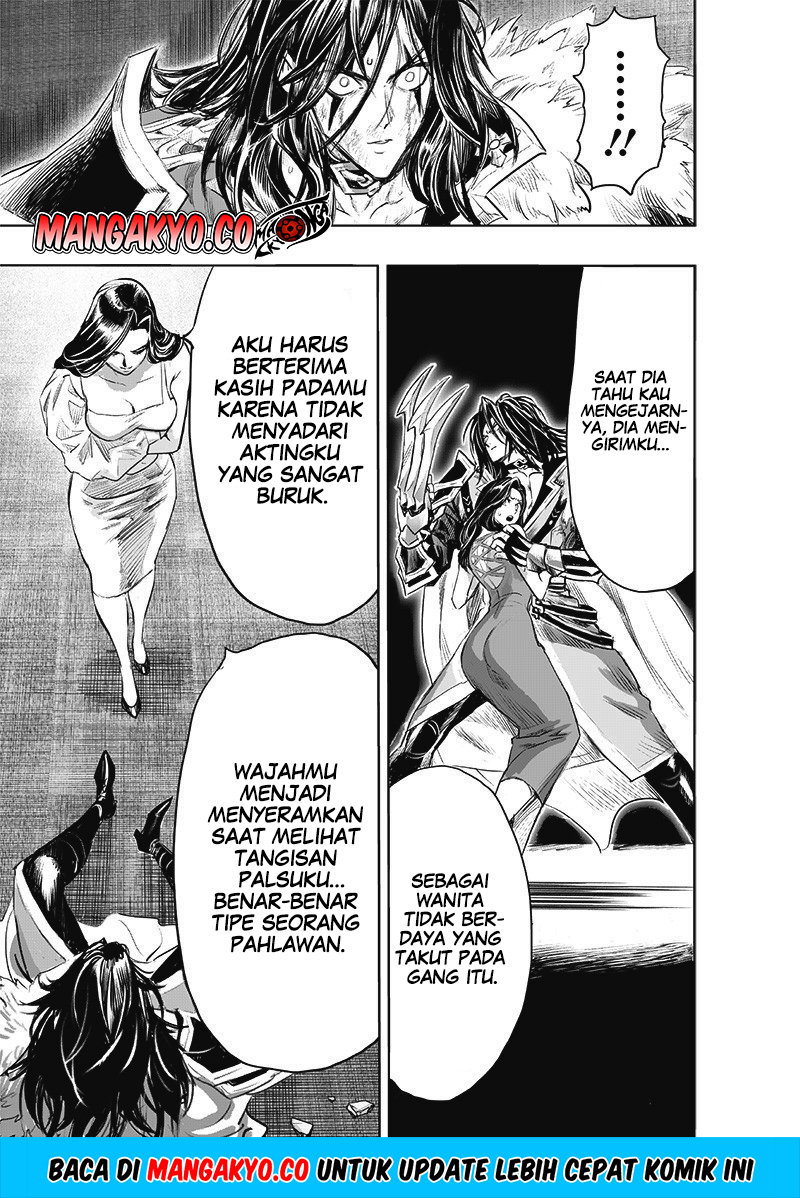 ......!!
MANGAKYO.CO
SAAT DIA
TAHU KAU
MENGEJAR-
NYA, DIA MEN-
GIRIMKU...
SEBAGAI
WANITA
TIDAK BER-
DAYA YANG
TAKUT PADA
GANG ITU.
AKU HARUS
BERTERIMA
KASIH PADAMU
KARENA TIDAK
MENYADARI
AKTINGKU
YANG SANGAT
BURUK.
WAJAHMU
MENJADI
MENYERAMKAN
SAAT MELIHAT
TANGISAN
PALSUKU...
BENAR-BENAR
TIPE SEORANG
PAHLAWAN.
BACA DI MANGAKYO.CO UNTUK UPDATE LEBIH CEPAT KOMIK INI